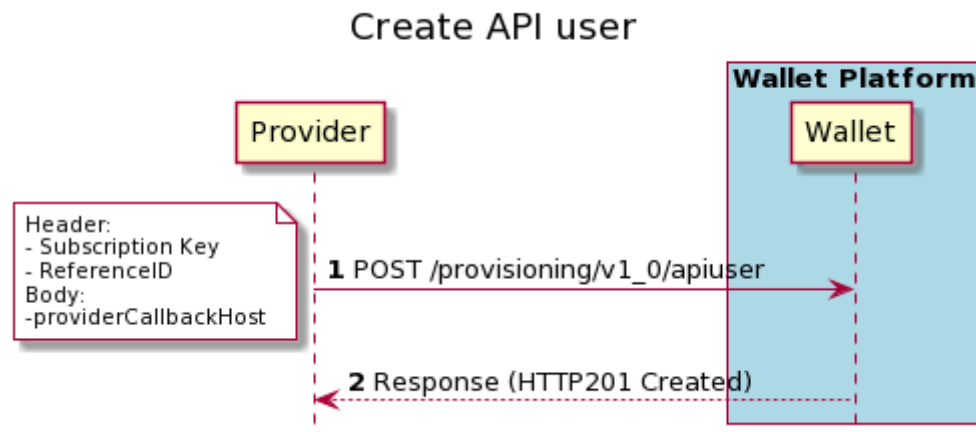 Create API user
Wallet Platform
Provider
Wallet
Header:
- Subscription Key
- ReferenceID
Body:
-providerCallbackHost
1 POST /provisioning/v1_0/apiuser
2 Response (HTTP201 Created)